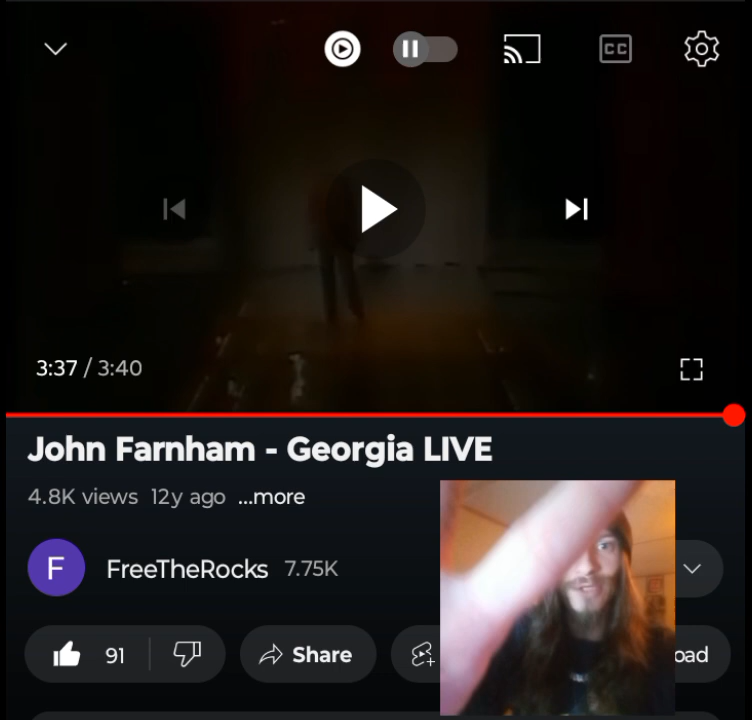 CC
3:37 / 3:40
John Farnham - Georgia LIVE
4.8K views 12y ago ...more
F FreeTheRocks 7.75K
91 Share oad